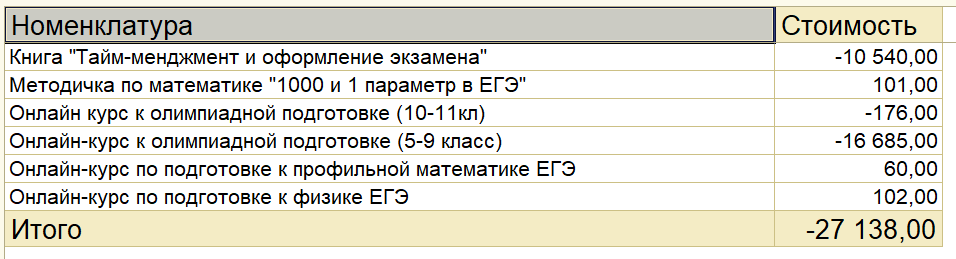 Номенклатура Стоимость
Книга "Тайм-менджмент и оформление экзамена" -10 540,00
Методичка по математике "1000 и 1 параметр в ЕГЭ" 101,00
Онлайн курс к олимпиадной подготовке (10-11кл) -176,00
Онлайн-курс к олимпиадной подготовке (5-9 класс) -16 685,00
Онлайн-курс по подготовке к профильной математике ЕГЭ 60,00
Онлайн-курс по подготовке к физике ЕГЭ 102,00
Итого -27 138,00